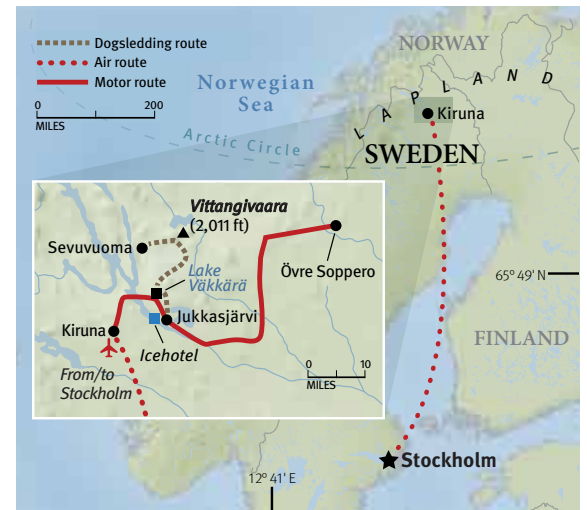 Dogsledding route
Air route
Motor route
0 200
MILES
Norwegian
Sea
Arctic Circle
NORWAY
LAPLAND
Kiruna
SWEDEN
65° 49' N
FINLAND
Stockholm
12° 41' E
Vittangivaara
(2,011 ft)
Sevuvuoma
Lake
Väkkärä
Övre Soppero
Jukkasjärvi
Kiruna
Icehotel
From/to
Stockholm
0 10
MILES